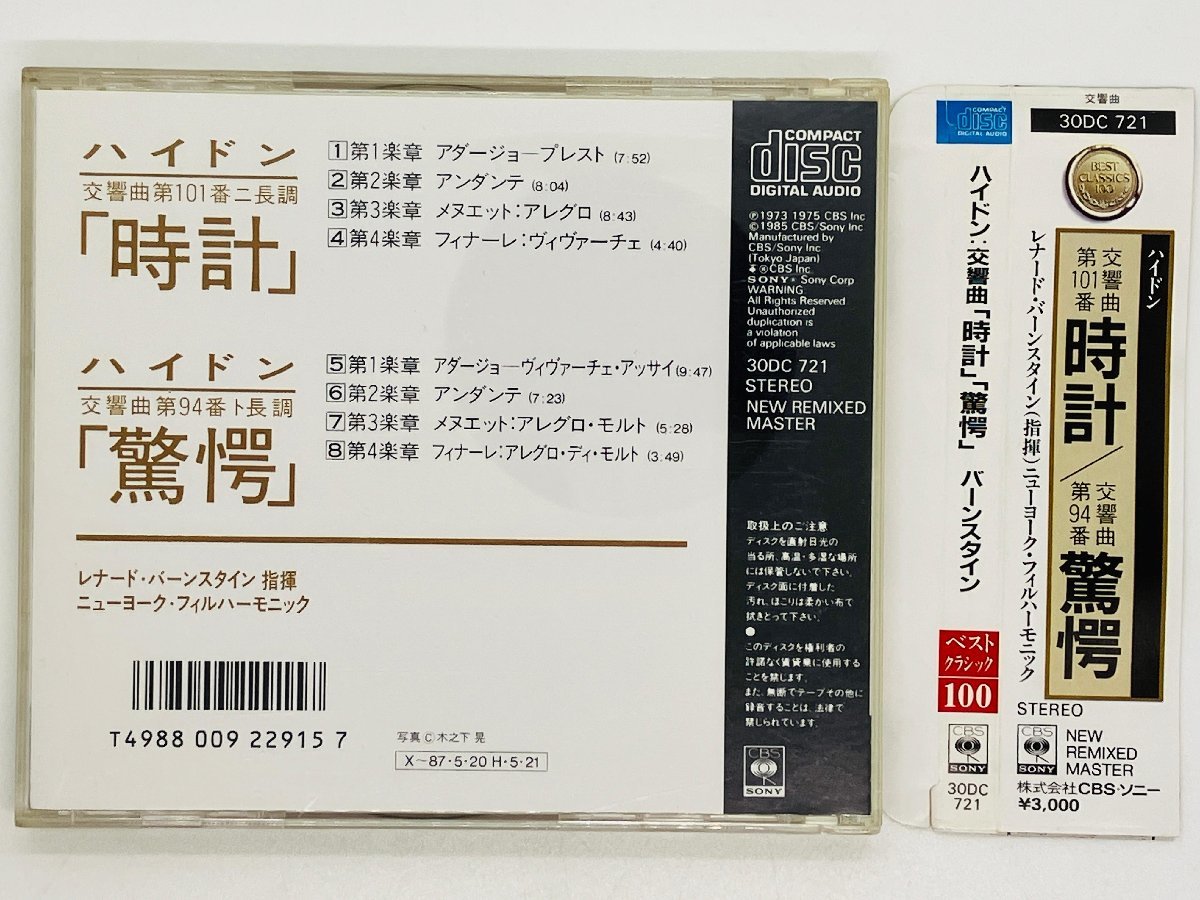 ハイドン
交響曲第101番ニ長調
「時計」
1 第1楽章 アダージョープレスト (7:52)
2 第2楽章 アンダンテ (8:04)
3 第3楽章 メヌエット:アレグロ (8:43)
4 第4楽章 フィナーレ:ヴィヴァーチェ (4:40)
ハイドン
交響曲第94番ト長調
「驚愕」
5 第1楽章 アダージョーヴィヴァーチェ・アッサイ (9:47)
6 第2楽章 アンダンテ (7:23)
7 第3楽章 メヌエット:アレグロ・モルト (5:28)
8 第4楽章 フィナーレ:アレグロ・ディ・モルト (3:49)
レナード・バーンスタイン 指揮
ニューヨーク・フィルハーモニック
T4988 009 22915 7
写真 © 木之下 晃
X-87・5・20 H・5・21
COMPACT
disc
DIGITAL AUDIO
℗1973 1975 CBS Inc
©1985 CBS/Sony Inc
Manufactured by
CBS/Sony Inc
(Tokyo Japan)
®CBS Inc
SONY® Sony Corp
WARNING
All Rights Reserved
Unauthorized
duplication is
a violation
of applicable laws
30DC 721
STEREO
NEW REMIXED
MASTER
取扱上のご注意
ディスクを直射日光の
当る所、高温・多湿な場所
には保管しないで下さい。
ディスク面に付着した
汚れ、ほこりは柔かい布で
拭きとって下さい。
このディスクを権利者の
許諾なく賃貸業に使用する
ことを禁じます。
また、無断でテープその他に
録音することは、法律で
禁じられています。
CBS
SONY
COMPACT
disc
DIGITAL AUDIO
ハイドン:交響曲「時計」「驚愕」 バーンスタイン
ベスト
クラシック
100
CBS
SONY
30DC
721
交響曲
30DC 721
BEST
CLASSICS
100
ハイドン
交響曲
第101番
時計/
交響曲
第94番
驚愕
レナード・バーンスタイン(指揮)ニューヨーク・フィルハーモニック
STEREO
CBS
SONY
NEW
REMIXED
MASTER
株式会社CBS・ソニー
¥3,000